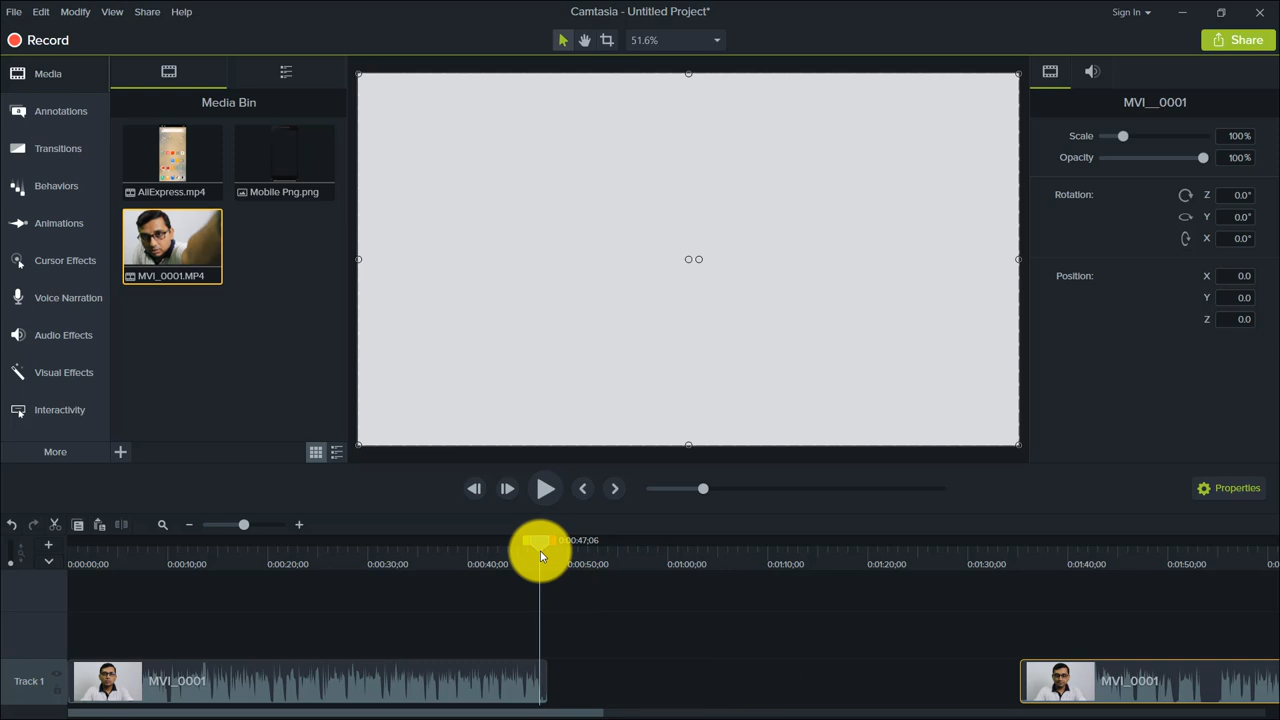 File Edit Modify View Share Help
Camtasia - Untitled Project*
Sign In
Record
51.6%
Share
Media
Annotations
Transitions
Behaviors
Animations
Cursor Effects
Voice Narration
Audio Effects
Visual Effects
Interactivity
More
Media Bin
AliExpress.mp4
Mobile Png.png
MVI_0001.MP4
MVI__0001
Scale 100%
Opacity 100%
Rotation: Z 0.0°
Y 0.0°
X 0.0°
Position: X 0.0
Y 0.0
Z 0.0
Properties
0:00:47;06
0:00:00;00 0:00:10;00 0:00:20;00 0:00:30;00 0:00:40;00 0:00:50;00 0:01:00;00 0:01:10;00 0:01:20;00 0:01:30;00 0:01:40;00 0:01:50;00
Track 1
MVI_0001
MVI_0001